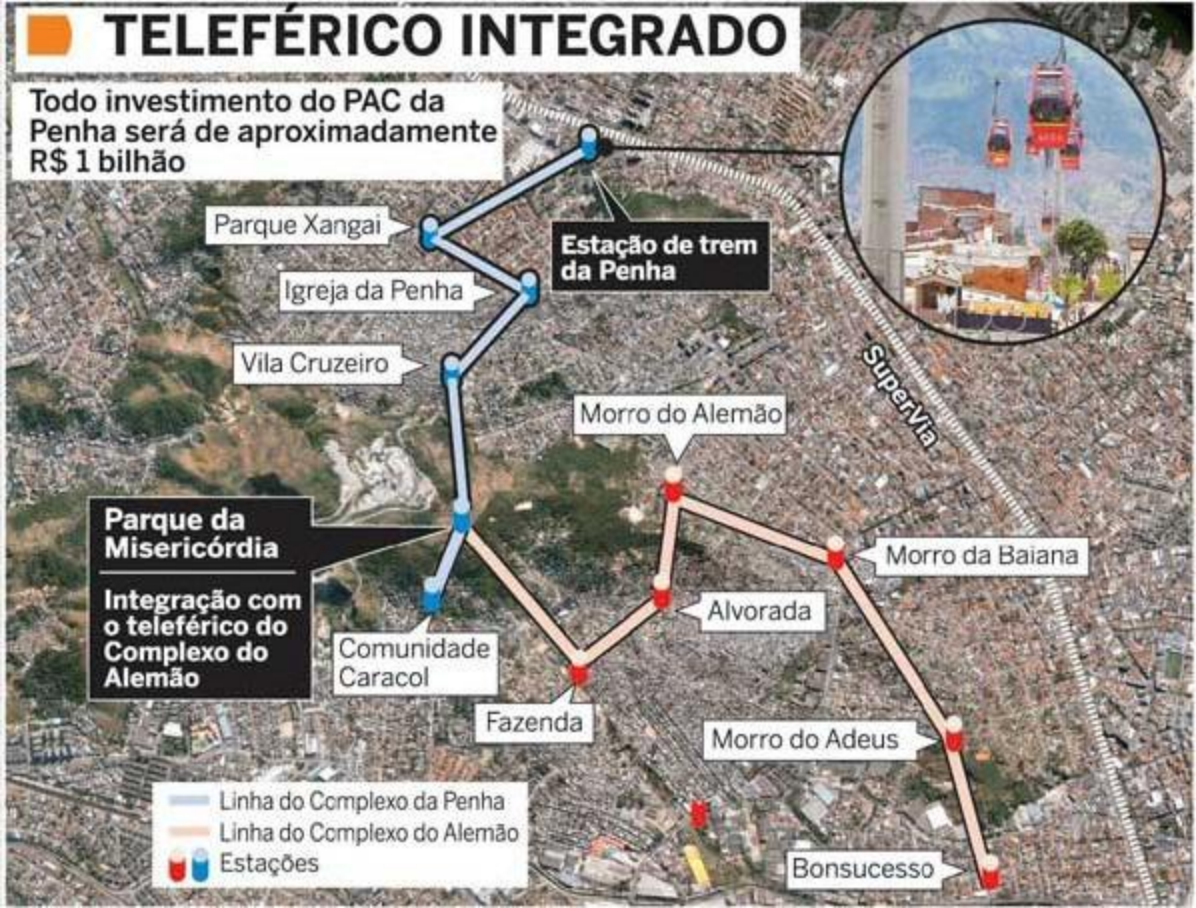 TELEFÉRICO INTEGRADO
Todo investimento do PAC da
Penha será de aproximadamente
R$ 1 bilhão
Parque Xangai
Estação de trem
da Penha
Igreja da Penha
Vila Cruzeiro
SuperVia
Morro do Alemão
Parque da
Misericórdia
Integração com
o teleférico do
Complexo do
Alemão
Morro da Baiana
Alvorada
Comunidade
Caracol
Fazenda
Morro do Adeus
Linha do Complexo da Penha
Linha do Complexo do Alemão
Estações
Bonsucesso